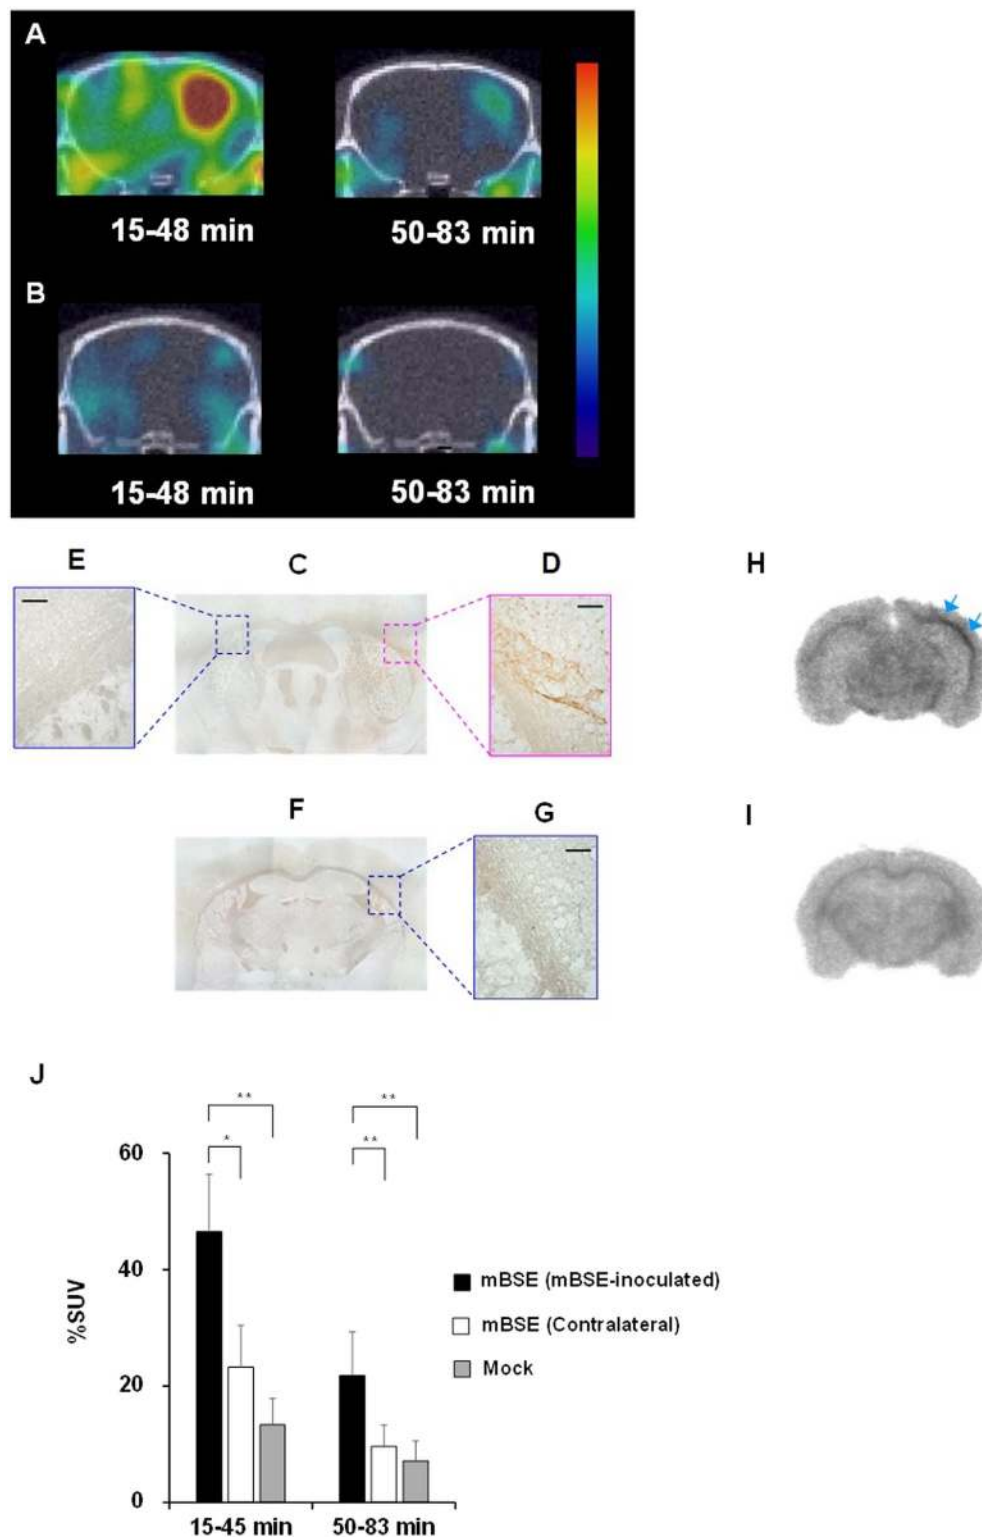 A
15-48 min 50-83 min
B
15-48 min 50-83 min
E C D H
F G I
J
** **
* **
60
40
20
0
%SUV
mBSE (mBSE-inoculated)
mBSE (Contralateral)
Mock
15-45 min 50-83 min